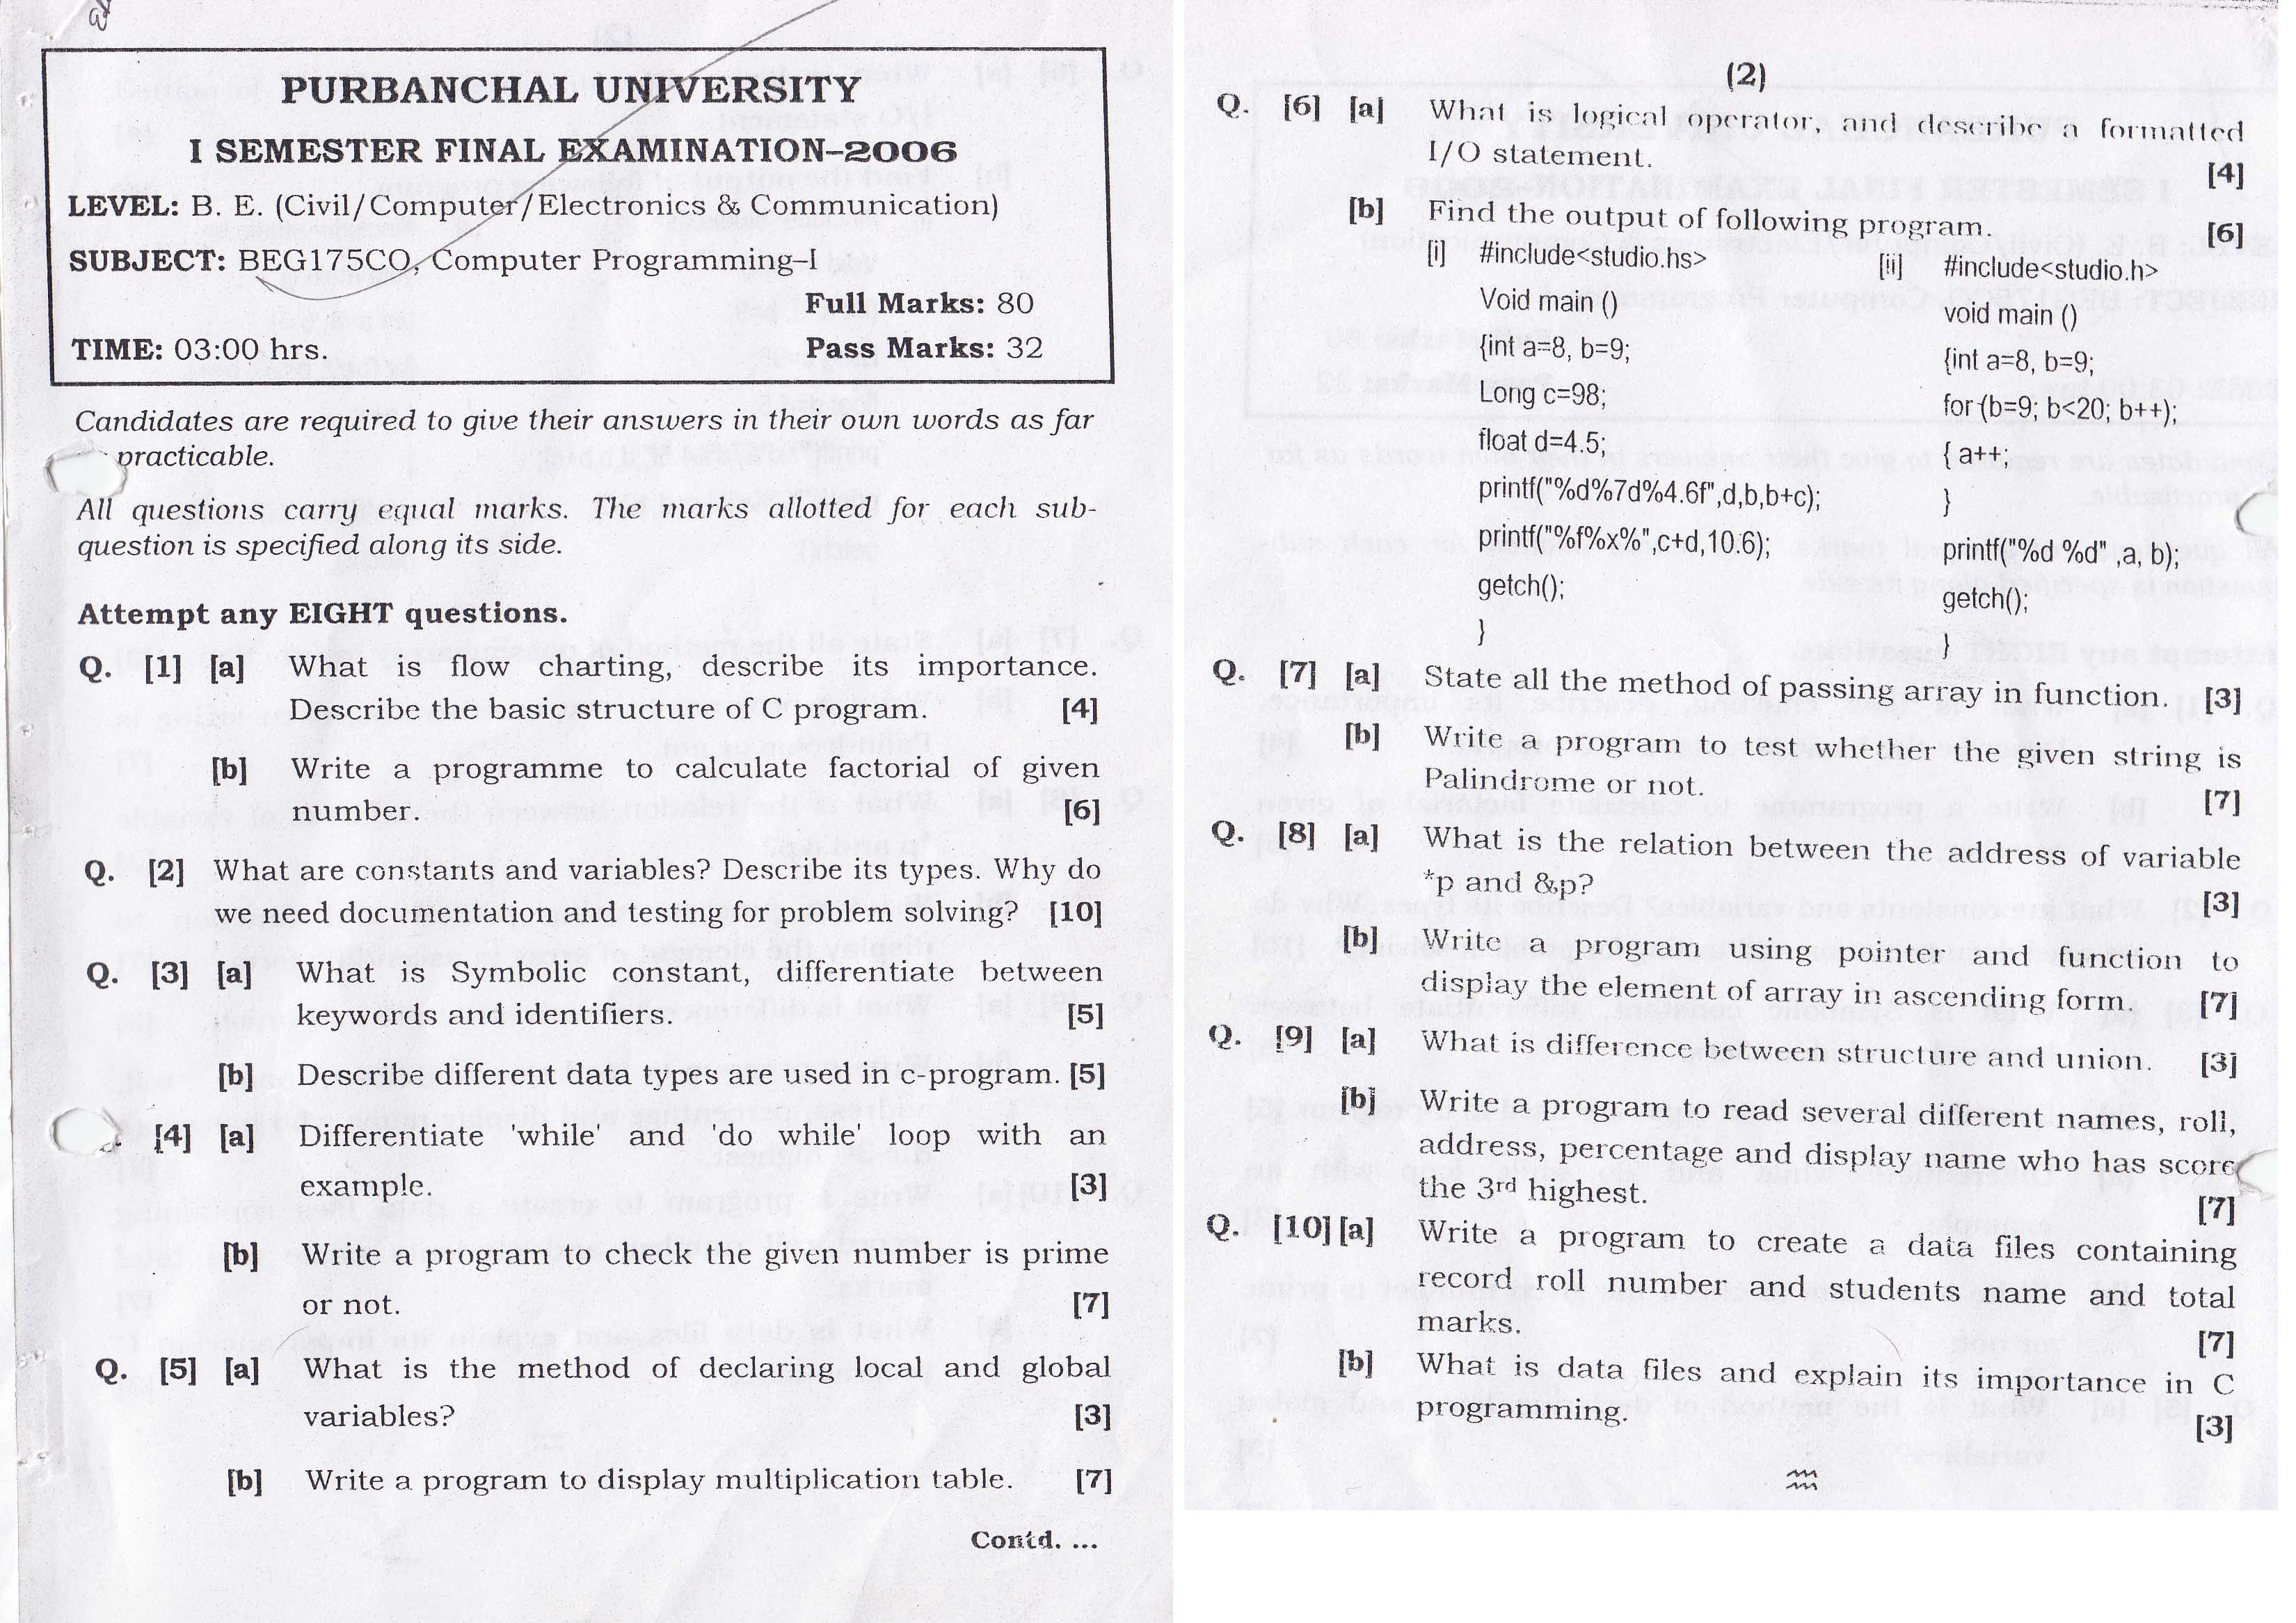 PURBANCHAL UNIVERSITY
I SEMESTER FINAL EXAMINATION–2006
LEVEL: B. E. (Civil/Computer/Electronics & Communication)
SUBJECT: BEG175CO, Computer Programming–I
Full Marks: 80
TIME: 03:00 hrs. Pass Marks: 32
Candidates are required to give their answers in their own words as far
practicable.
All questions carry equal marks. The marks allotted for each sub-
question is specified along its side.
Attempt any EIGHT questions.
Q. [1] [a] What is flow charting, describe its importance.
Describe the basic structure of C program. [4]
[b] Write a programme to calculate factorial of given
number. [6]
Q. [2] What are constants and variables? Describe its types. Why do
we need documentation and testing for problem solving? [10]
Q. [3] [a] What is Symbolic constant, differentiate between
keywords and identifiers. [5]
[b] Describe different data types are used in c-program. [5]
[4] [a] Differentiate 'while' and 'do while' loop with an
example. [3]
[b] Write a program to check the given number is prime
or not. [7]
Q. [5] [a] What is the method of declaring local and global
variables? [3]
[b] Write a program to display multiplication table. [7]
Contd. ...
(2)
Q. [6] [a] What is logical operator, and describe a formatted
I/O statement. [4]
[b] Find the output of following program. [6]
[i] #include<studio.hs>
Void main ()
{int a=8, b=9;
Long c=98;
float d=4.5;
printf("%d%7d%4.6f",d,b,b+c);
printf("%f%x%",c+d,10.6);
getch();
}
[ii] #include<studio.h>
void main ()
{int a=8, b=9;
for (b=9; b<20; b++);
{ a++;
}
printf("%d %d" ,a, b);
getch();
}
Q. [7] [a] State all the method of passing array in function. [3]
[b] Write a program to test whether the given string is
Palindrome or not. [7]
Q. [8] [a] What is the relation between the address of variable
*p and &p? [3]
[b] Write a program using pointer and function to
display the element of array in ascending form. [7]
Q. [9] [a] What is difference between structure and union. [3]
[b] Write a program to read several different names, roll,
address, percentage and display name who has score
the 3rd highest. [7]
Q. [10] [a] Write a program to create a data files containing
record roll number and students name and total
marks. [7]
[b] What is data files and explain its importance in C
programming. [3]